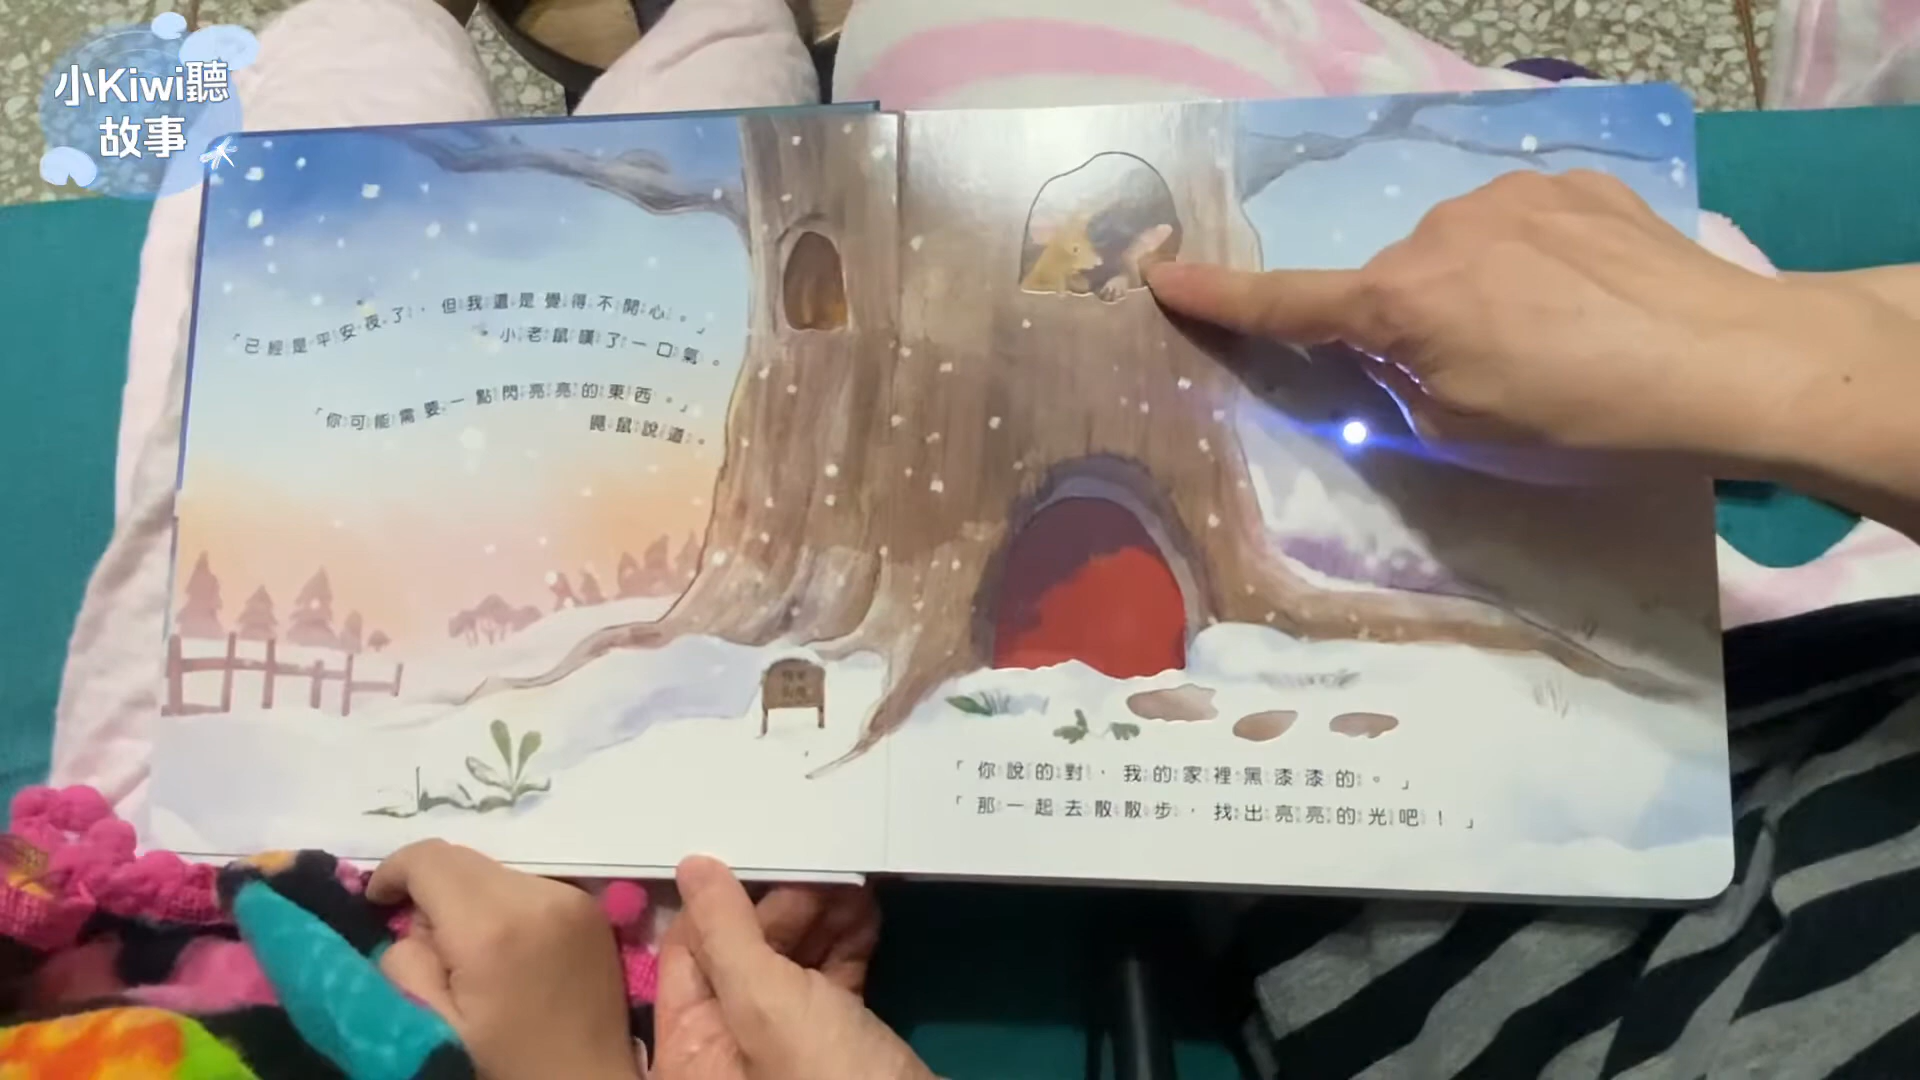 小Kiwi聽
故事
「已經是平安夜了,但我還是覺得不開心。」
小老鼠嘆了一口氣。
「你可能需要一點閃亮亮的東西。」
鼴鼠說道。
「你說的對,我的家裡黑漆漆的。」
「那一起去散散步,找出亮亮的光吧!」